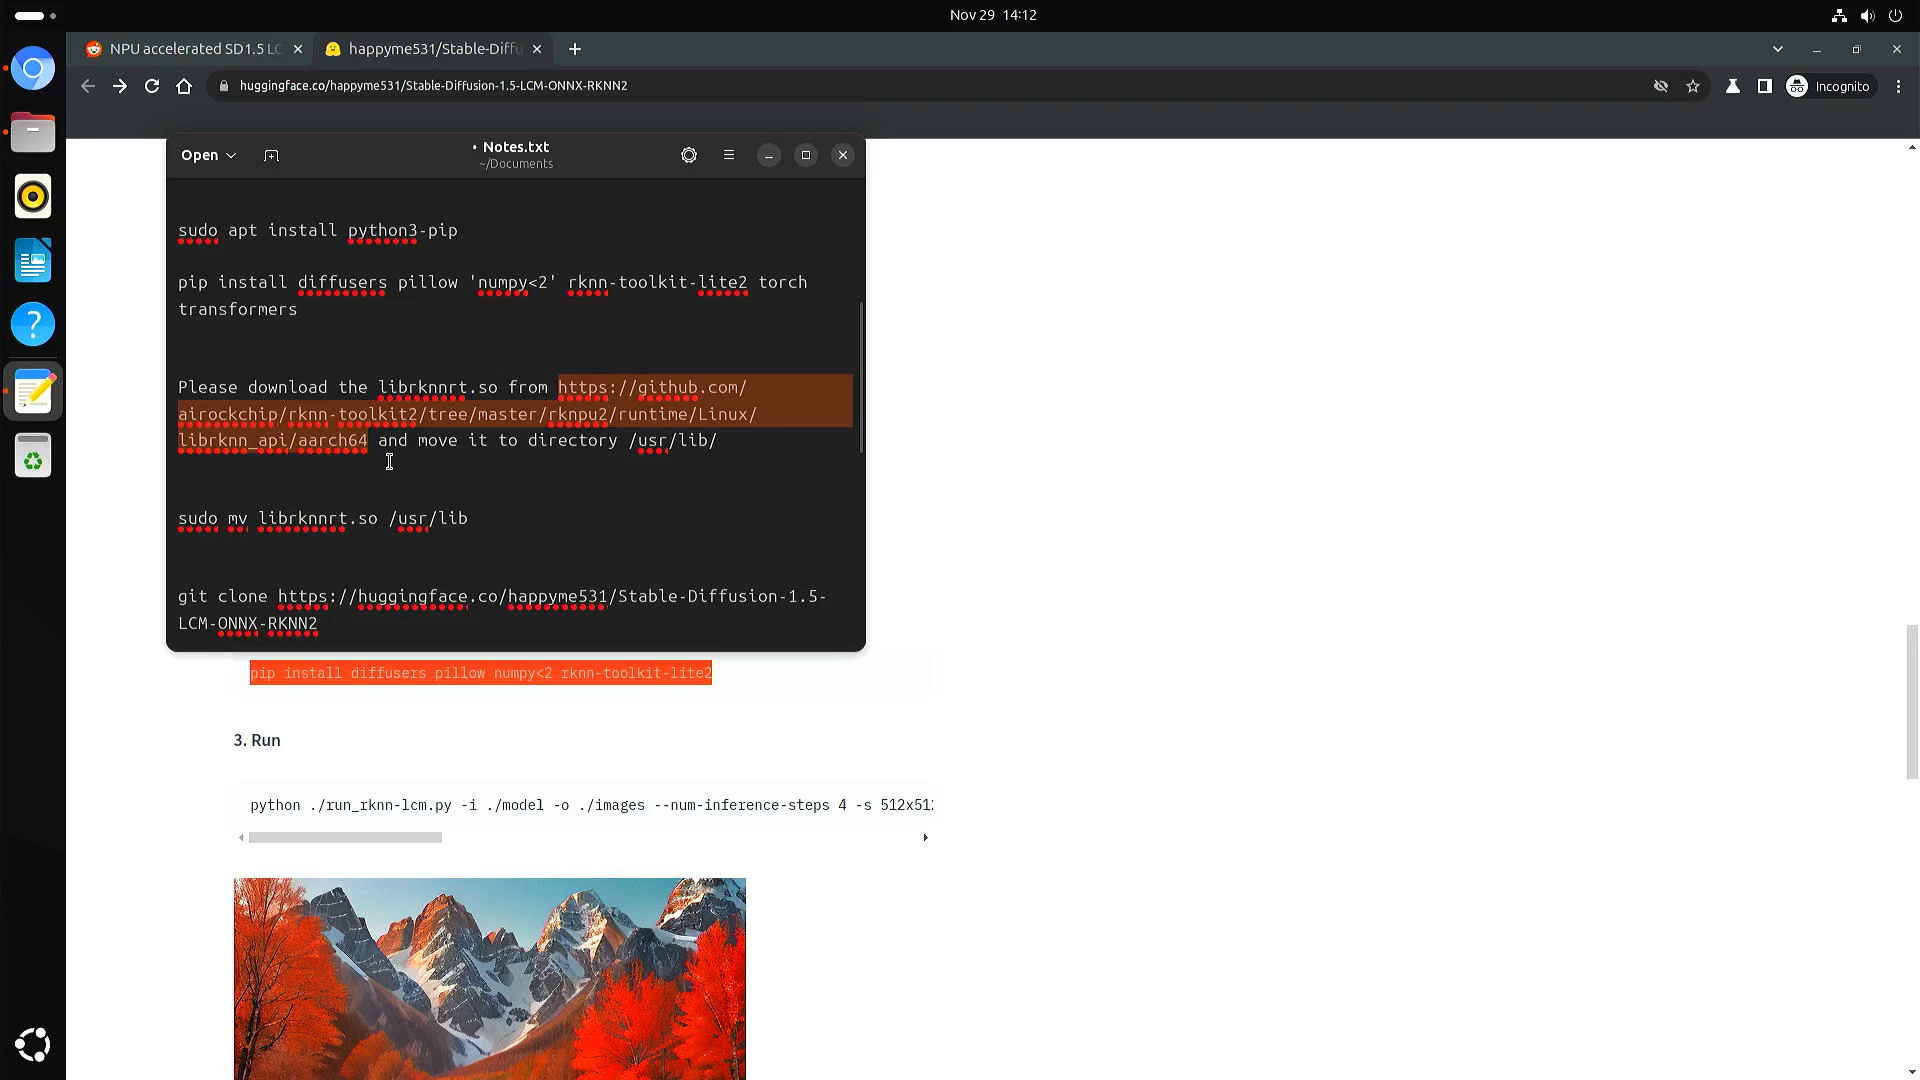 Nov 29 14:12
NPU accelerated SD1.5 LC
happyme531/Stable-Diffu
huggingface.co/happyme531/Stable-Diffusion-1.5-LCM-ONNX-RKNN2
Incognito
Open
• Notes.txt
~/Documents
sudo apt install python3-pip
pip install diffusers pillow 'numpy<2' rknn-toolkit-lite2 torch
transformers
Please download the librknnrt.so from https://github.com/
airockchip/rknn-toolkit2/tree/master/rknpu2/runtime/Linux/
librknn_api/aarch64 and move it to directory /usr/lib/
sudo mv librknnrt.so /usr/lib
git clone https://huggingface.co/happyme531/Stable-Diffusion-1.5-
LCM-ONNX-RKNN2
pip install diffusers pillow numpy<2 rknn-toolkit-lite2
3. Run
python ./run_rknn-lcm.py -i ./model -o ./images --num-inference-steps 4 -s 512x512